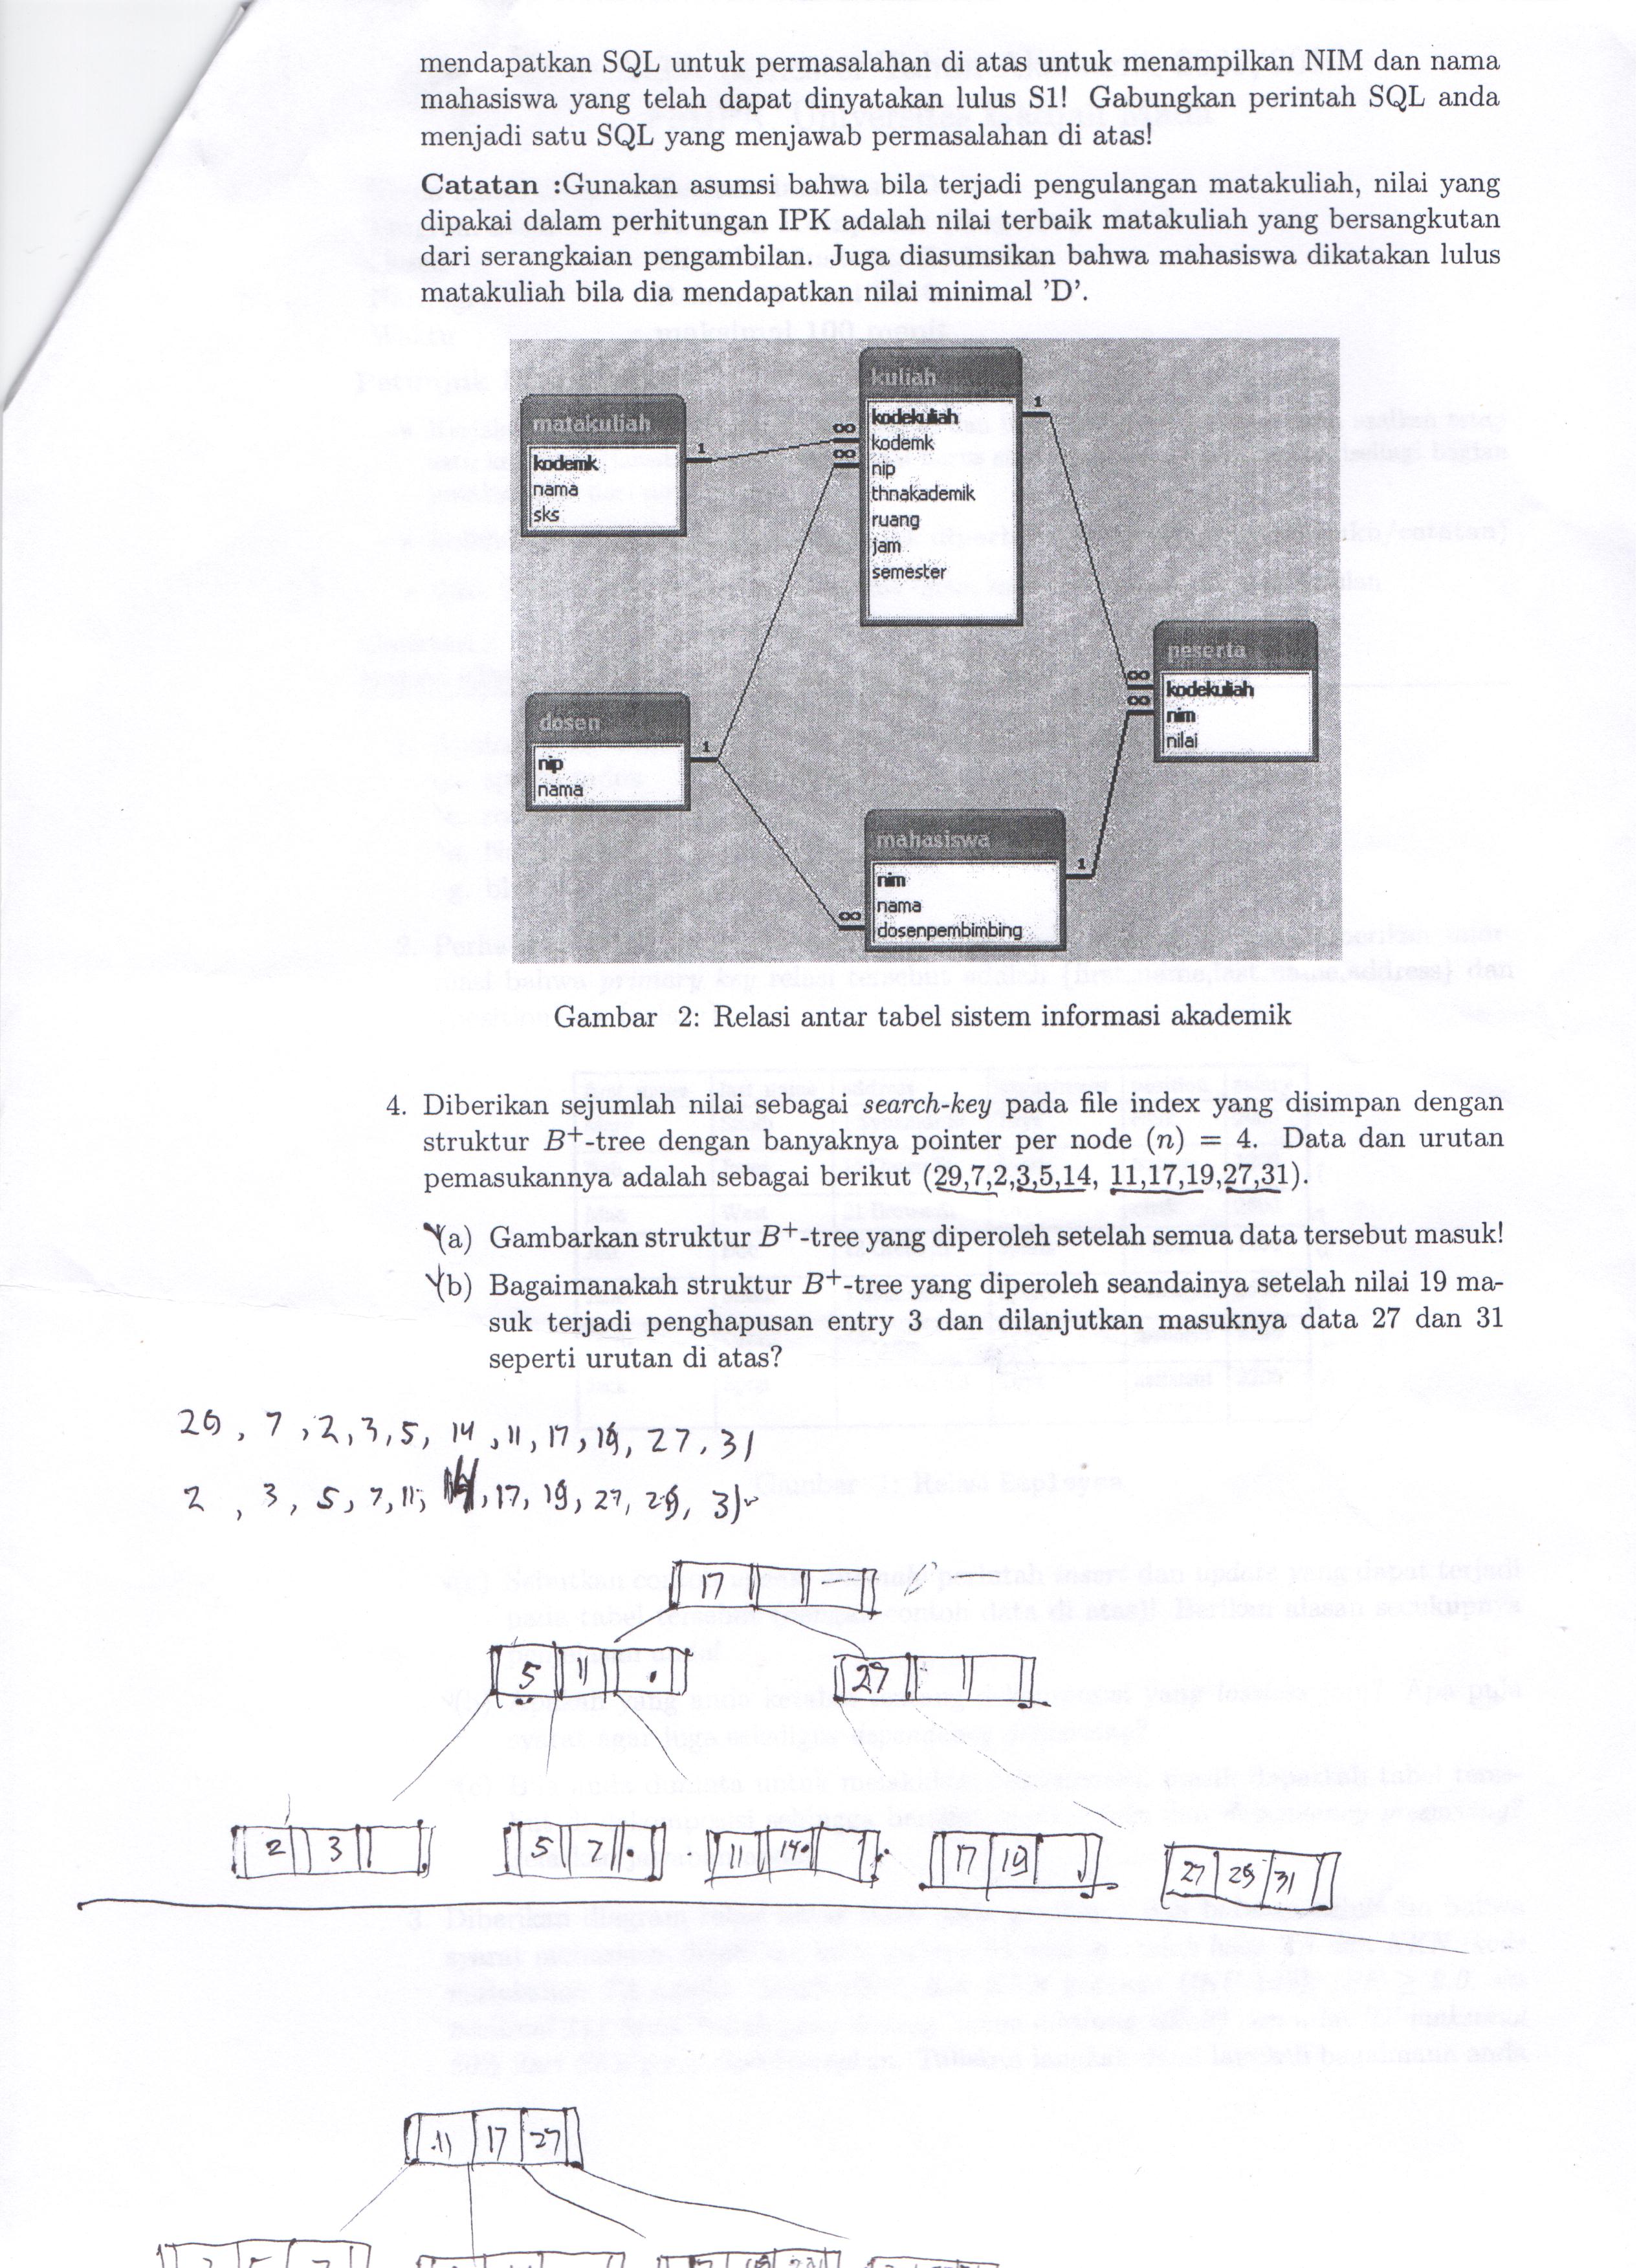 mendapatkan SQL untuk permasalahan di atas untuk menampilkan NIM dan nama
mahasiswa yang telah dapat dinyatakan lulus S1! Gabungkan perintah SQL anda
menjadi satu SQL yang menjawab permasalahan di atas!
Catatan :Gunakan asumsi bahwa bila terjadi pengulangan matakuliah, nilai yang
dipakai dalam perhitungan IPK adalah nilai terbaik matakuliah yang bersangkutan
dari serangkaian pengambilan. Juga diasumsikan bahwa mahasiswa dikatakan lulus
matakuliah bila dia mendapatkan nilai minimal 'D'.
matakuliah
kodemk
nama
sks
kuliah
kodekuliah
kodemk
nip
thnakademik
ruang
jam
semester
dosen
nip
nama
peserta
kodekuliah
nim
nilai
mahasiswa
nim
nama
dosenpembimbing
1 ∞
∞
1
1
∞
∞
1
∞
Gambar 2: Relasi antar tabel sistem informasi akademik
4. Diberikan sejumlah nilai sebagai search-key pada file index yang disimpan dengan
struktur B+-tree dengan banyaknya pointer per node (n) = 4. Data dan urutan
pemasukannya adalah sebagai berikut (29,7,2,3,5,14, 11,17,19,27,31).
(a) Gambarkan struktur B+-tree yang diperoleh setelah semua data tersebut masuk!
(b) Bagaimanakah struktur B+-tree yang diperoleh seandainya setelah nilai 19 ma-
suk terjadi penghapusan entry 3 dan dilanjutkan masuknya data 27 dan 31
seperti urutan di atas?
29, 7, 2, 3, 5, 14, 11, 17, 19, 27, 31
2, 3, 5, 7, 11, 14, 17, 19, 27, 29, 31
17
5 11
27
2 3
5 7
11 14
17 19
27 29 31
11 17 27